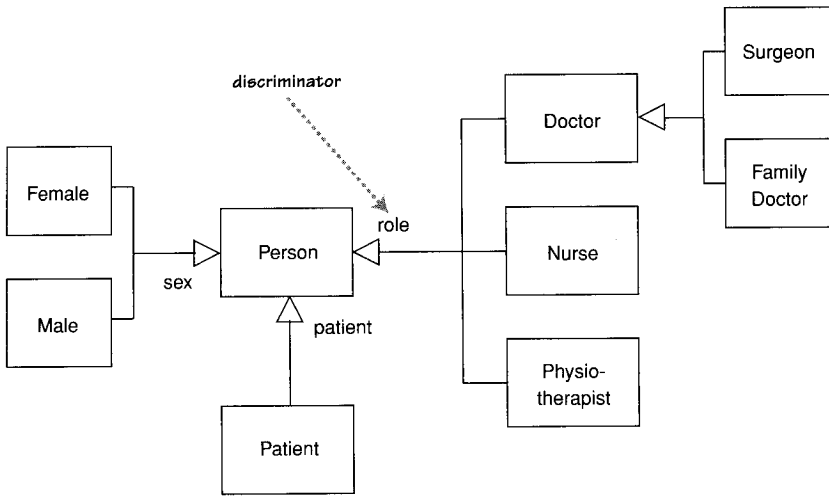 Surgeon
discriminator
Doctor
Female
Family
Doctor
role
Person
Nurse
sex
Male
patient
Physio-
therapist
Patient